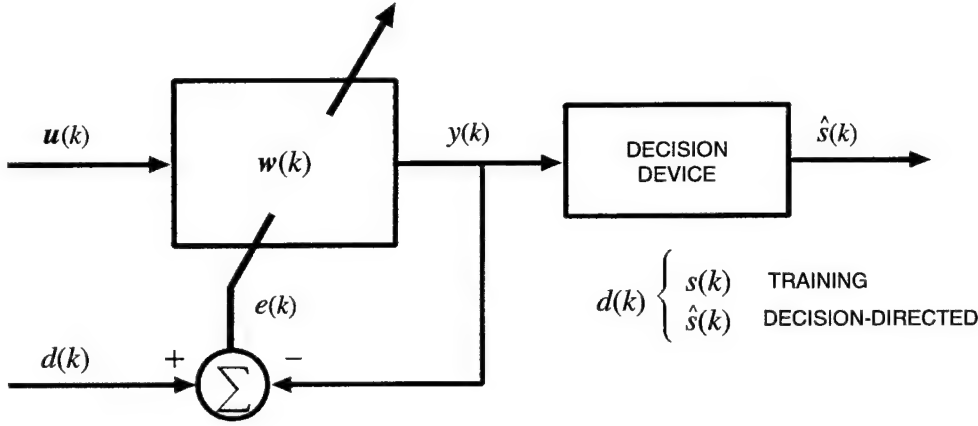 u(k)
w(k)
y(k)
DECISION
DEVICE
ŝ(k)
e(k)
d(k) { s(k) TRAINING
ŝ(k) DECISION-DIRECTED
d(k) + −
∑